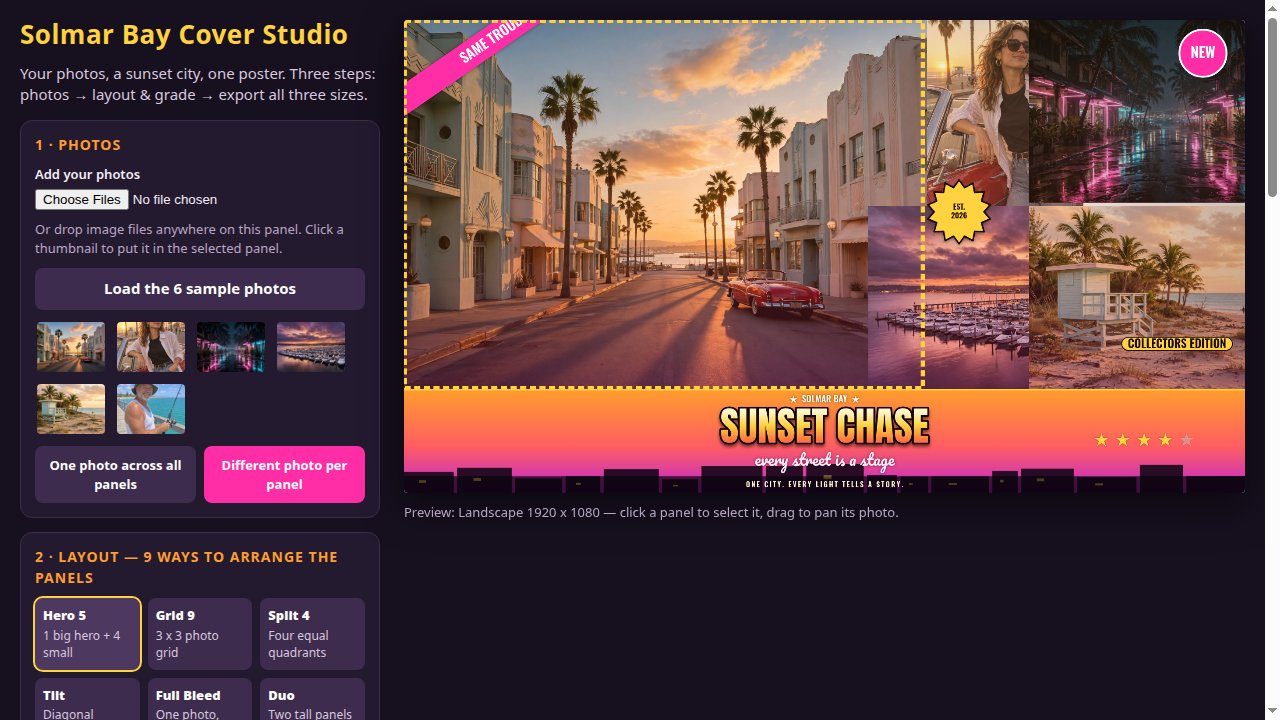 Solmar Bay Cover Studio
Your photos, a sunset city, one poster. Three steps:
photos → layout & grade → export all three sizes.
1 · PHOTOS
Add your photos
Choose Files No file chosen
Or drop image files anywhere on this panel. Click a
thumbnail to put it in the selected panel.
Load the 6 sample photos
One photo across all
panels
Different photo per
panel
2 · LAYOUT — 9 WAYS TO ARRANGE THE
PANELS
Hero 5
1 big hero + 4
small
Grid 9
3 x 3 photo
grid
Split 4
Four equal
quadrants
Tilt
Diagonal
Full Bleed
One photo,
Duo
Two tall panels
SAME
NEW
EST.
2026
COLLECTORS EDITION
★ SOLMAR BAY ★
SUNSET CHASE
every street is a stage
ONE CITY. EVERY LIGHT TELLS A STORY.
Preview: Landscape 1920 x 1080 — click a panel to select it, drag to pan its photo.